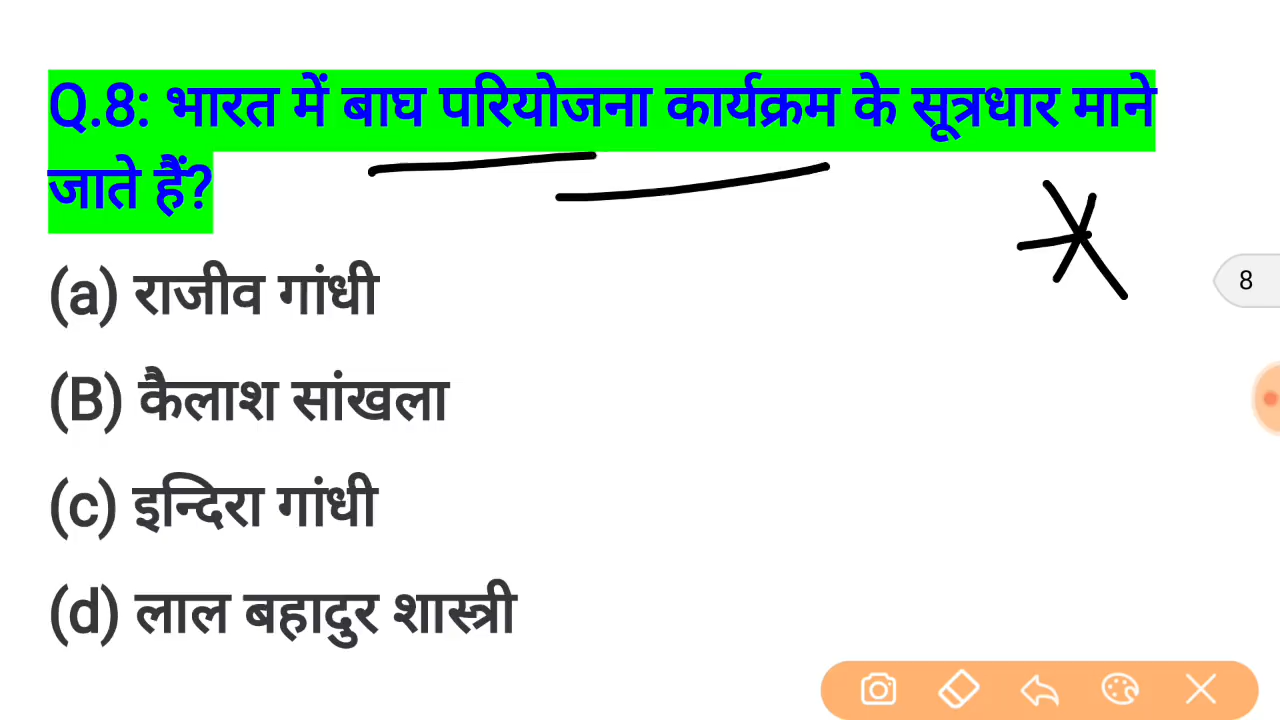 Q.8: भारत में बाघ परियोजना कार्यक्रम के सूत्रधार माने
जाते हैं?
(a) राजीव गांधी
8
(B) कैलाश सांखला
(c) इन्दिरा गांधी
(d) लाल बहादुर शास्त्री